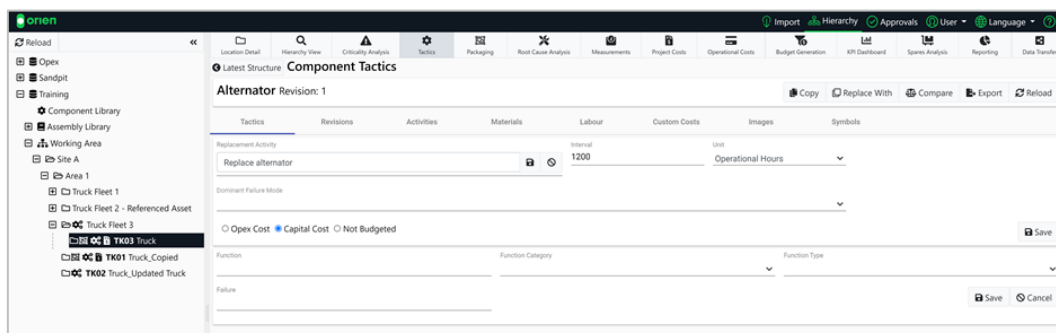 orien
Import Hierarchy Approvals User Language
Reload
Location Detail Hierarchy View Criticality Analysis Tactics Packaging Root Cause Analysis Measurements Project Costs Operational Costs Budget Generation KPI Dashboard Spares Analysis Reporting Data Transfer
Opex
Sandpit
Training
Component Library
Assembly Library
Working Area
Site A
Area 1
Truck Fleet 1
Truck Fleet 2 - Referenced Asset
Truck Fleet 3
TK03 Truck
TK01 Truck_Copied
TK02 Truck_Updated Truck
Latest Structure Component Tactics
Alternator Revision: 1
Copy Replace With Compare Export Reload
Tactics Revisions Activities Materials Labour Custom Costs Images Symbols
Replacement Activity Interval Unit
Replace alternator 1200 Operational Hours
Dominant Failure Mode
Opex Cost Capital Cost Not Budgeted
Save
Function Function Category Function Type
Failure
Save Cancel